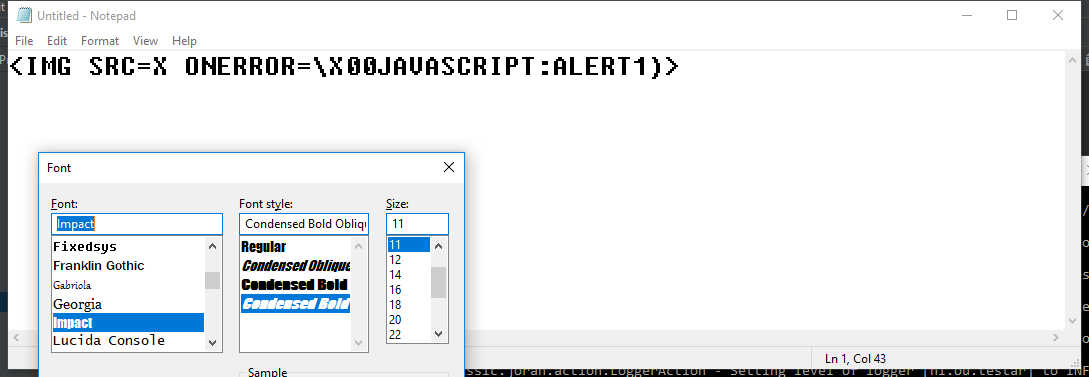 Untitled - Notepad
File Edit Format View Help
<IMG SRC=X ONERROR=\X00JAVASCRIPT:ALERT1)>
Font
Font: Font style: Size:
Impact Condensed Bold Obliqu 11
Fixedsys Regular 11
Franklin Gothic Condensed Oblique 12
Gabriola Condensed Bold 14
Georgia Condensed Bold 16
Impact 18
Lucida Console 20
22
Sample
Ln 1, Col 43
ssic.joran.action.LoggerAction - Setting level of logger [nl.ou.testar] to INF